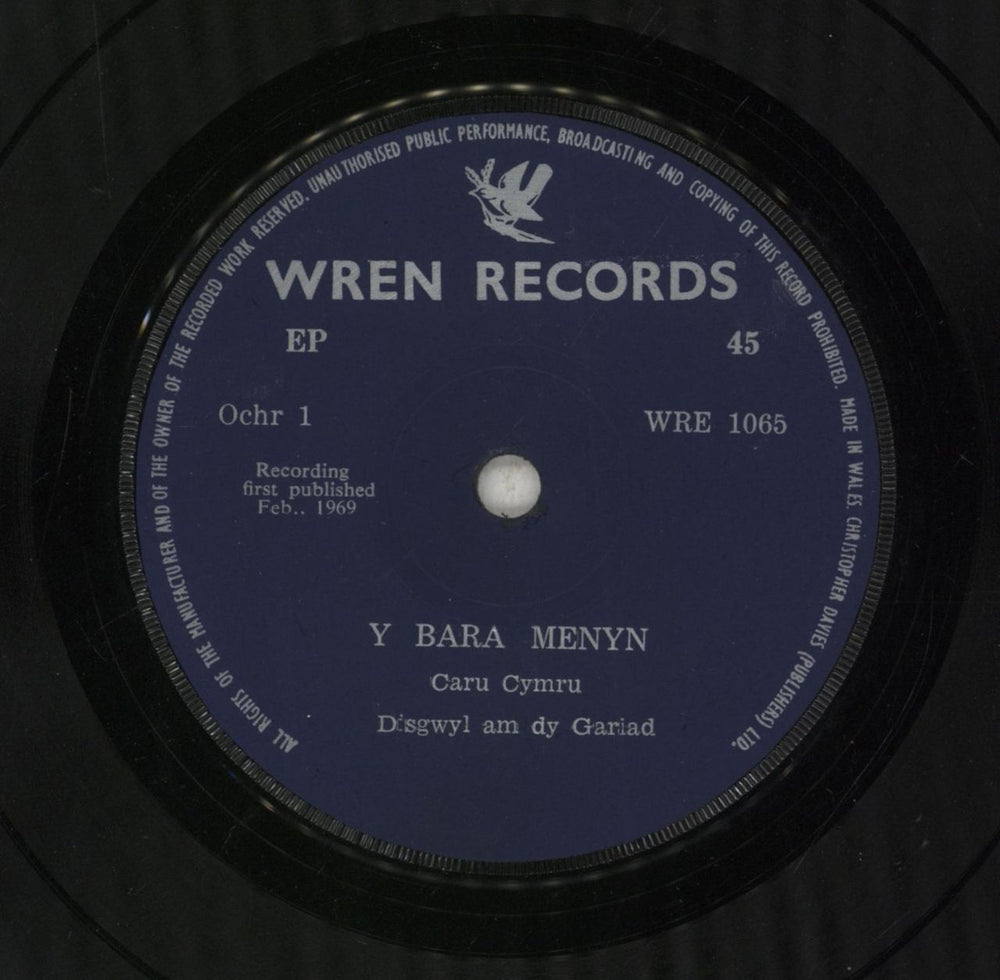 ALL RIGHTS OF THE MANUFACTURER AND OF THE OWNER OF THE RECORDED WORK RESERVED. UNAUTHORISED PUBLIC PERFORMANCE, BROADCASTING AND COPYING OF THIS RECORD PROHIBITED. MADE IN WALES. CHRISTOPHER DAVIES (PUBLISHERS) LTD.
WREN RECORDS
EP 45
Ochr 1 WRE 1065
Recording
first published
Feb.. 1969
Y BARA MENYN
Caru Cymru
Disgwyl am dy Gariad